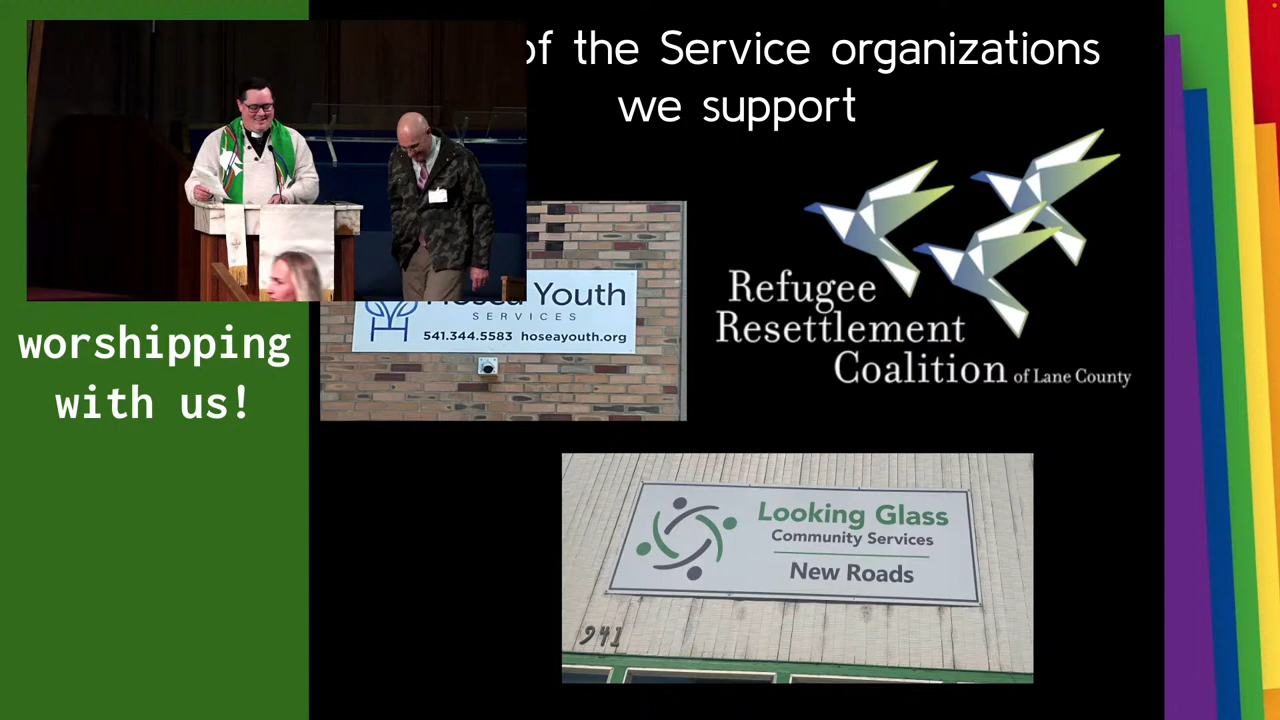 of the Service organizations
we support
Hosea Youth
SERVICES
541.344.5583 hoseayouth.org
Refugee
Resettlement
Coalition of Lane County
worshipping
with us!
Looking Glass
Community Services
New Roads
941